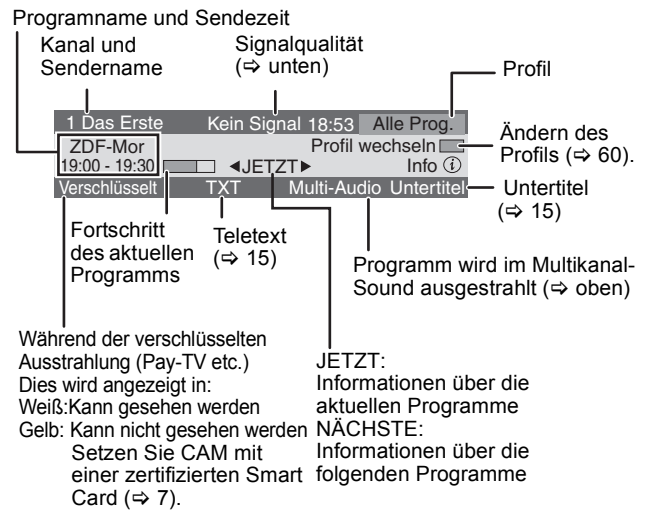 Programname und Sendezeit
Kanal und
Sendername
Signalqualität
(⇨ unten)
Profil
1 Das Erste Kein Signal 18:53 Alle Prog.
ZDF-Mor
19:00 - 19:30
Profil wechseln
◄JETZT► Info i
Verschlüsselt TXT Multi-Audio Untertitel
Ändern des
Profils (⇨ 60).
Untertitel
(⇨ 15)
Fortschritt
des aktuellen
Programms
Teletext
(⇨ 15)
Programm wird im Multikanal-
Sound ausgestrahlt (⇨ oben)
Während der verschlüsselten
Ausstrahlung (Pay-TV etc.)
Dies wird angezeigt in:
Weiß:Kann gesehen werden
Gelb: Kann nicht gesehen werden
Setzen Sie CAM mit
einer zertifizierten Smart
Card (⇨ 7).
JETZT:
Informationen über die
aktuellen Programme
NÄCHSTE:
Informationen über die
folgenden Programme